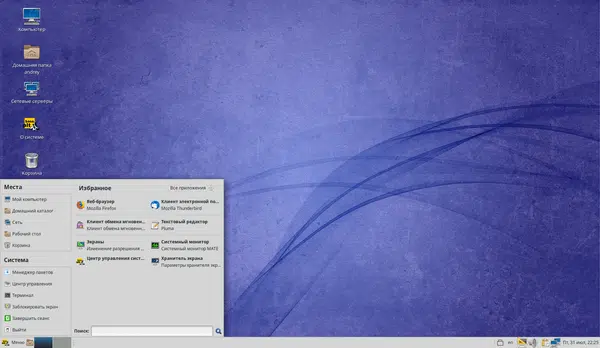 Компьютер
Домашняя папка
andrey
Сетевые серверы
О системе
Корзина
Места
Мой компьютер
Домашний каталог
Сеть
Рабочий стол
Корзина
Система
Менеджер пакетов
Центр управления
Терминал
Заблокировать экран
Завершить сеанс
Выйти
Избранное
Все приложения
Веб-браузер
Mozilla Firefox
Клиент электронной по...
Mozilla Thunderbird
Клиент обмена мгновен...
Клиент обмена мгновен...
Текстовый редактор
Pluma
Экраны
Изменение разрешения ...
Системный монитор
Системный монитор MATE
Центр управления сист...
Хранитель экрана
Параметры хранителя экр...
Поиск:
Меню
en
Пт, 31 июл, 22:25